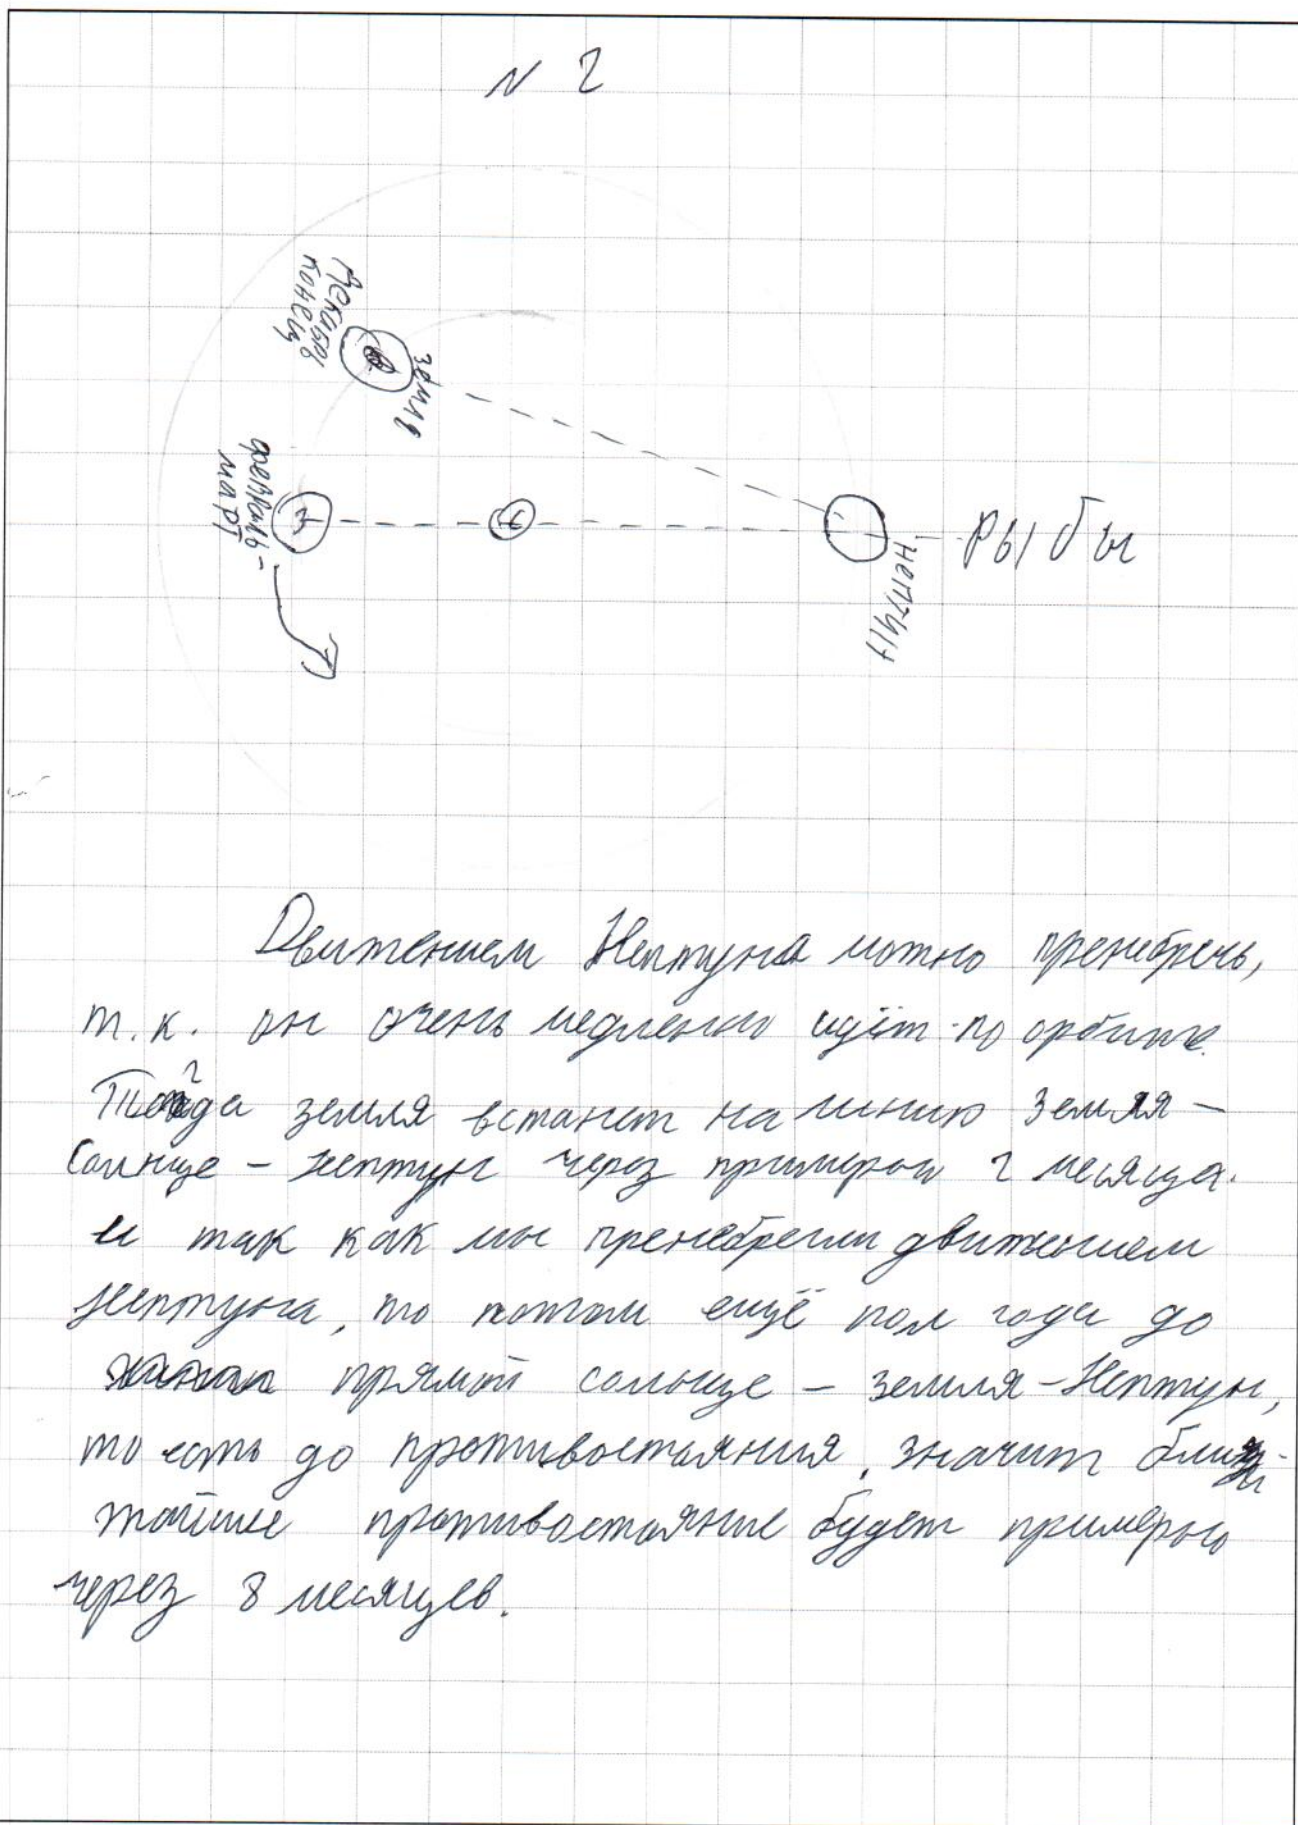 № 2
декабрь
конец
земля
февраль -
март
Нептун
Рыбы
Движением Нептуна можно пренебречь,
т.к. он очень медленно идёт по орбите.
Тогда земля встанет на линию Земля –
Солнце – Нептун через примерно 2 месяца.
и так как мы пренебрегли движением
Нептуна, то потом ещё пол года до
прямой солнце – земля – Нептун,
то есть до противостояния, значит ближ-
жайшее противостояние будет примерно
через 8 месяцев.